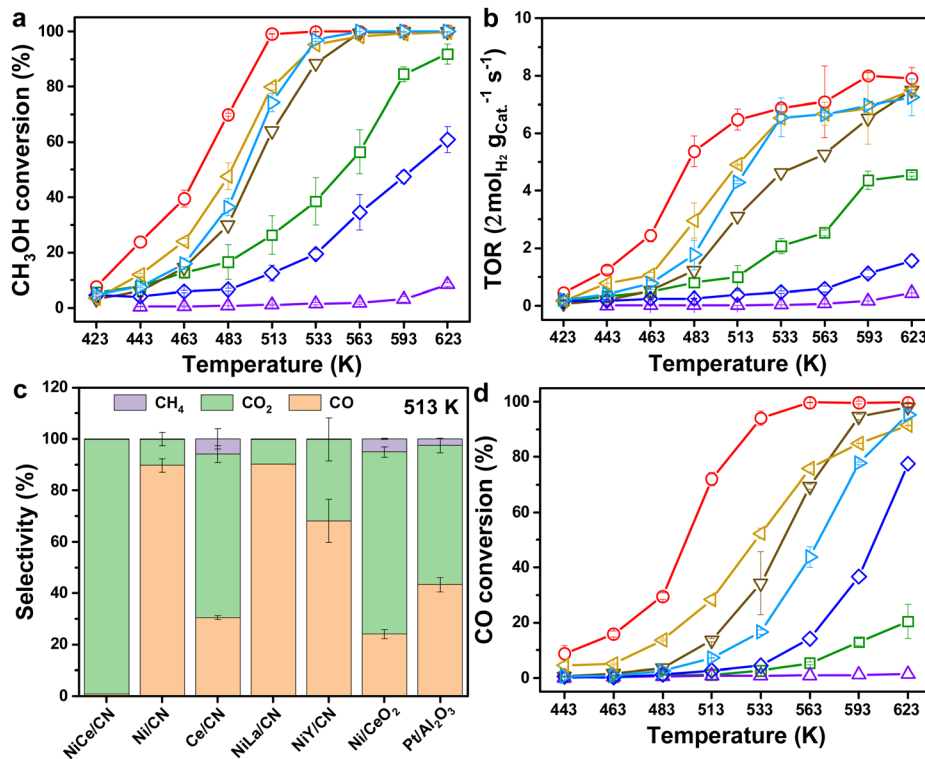 a
CH₃OH conversion (%)
100
80
60
40
20
0
423 443 463 483 513 533 563 593 623
Temperature (K)
b
TOR (2mol_H₂ g_Cat.⁻¹ s⁻¹)
10
8
6
4
2
0
423 443 463 483 513 533 563 593 623
Temperature (K)
c
Selectivity (%)
CH₄ CO₂ CO 513 K
120
100
80
60
40
20
0
NiCe/CN
Ni/CN
Ce/CN
NiLa/CN
NiY/CN
Ni/CeO₂
Pt/Al₂O₃
d
CO conversion (%)
100
80
60
40
20
0
443 463 483 513 533 563 593 623
Temperature (K)